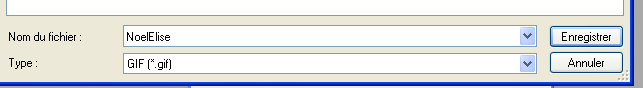 Nom du fichier : NoelElise Enregistrer
Type : GIF (*.gif) Annuler